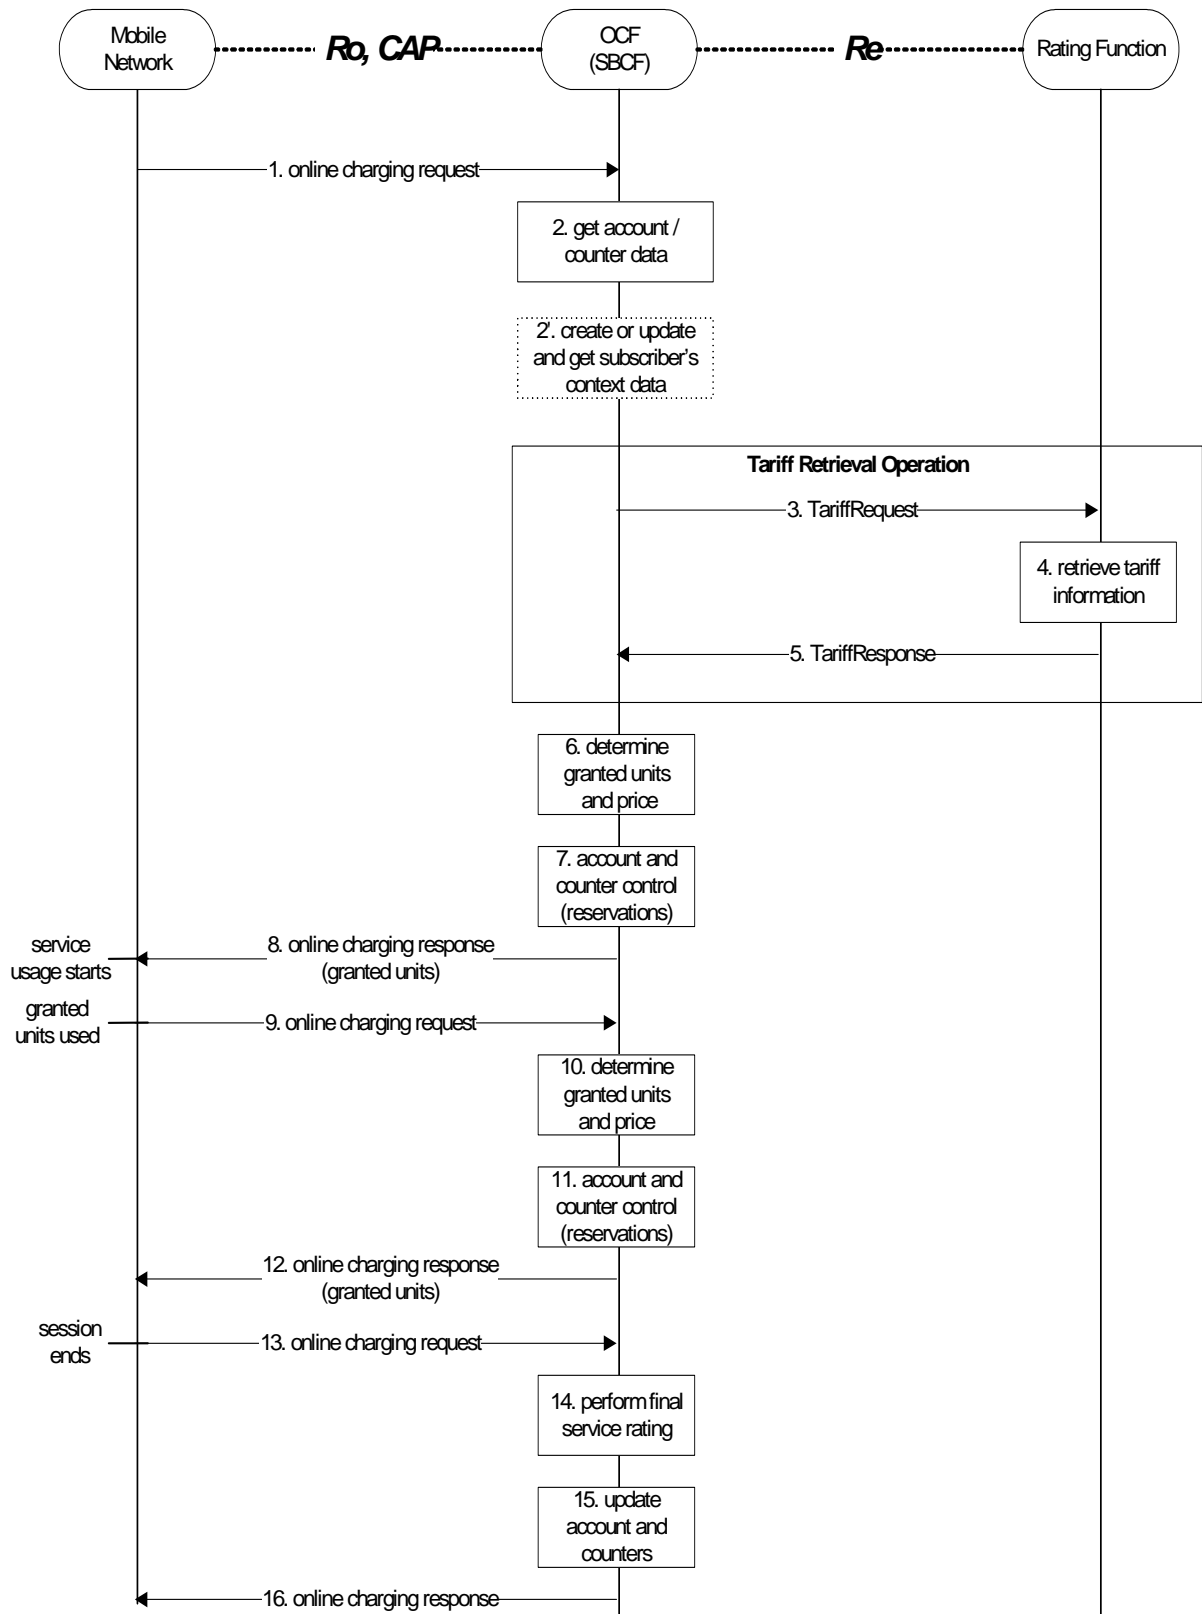 Mobile
Network
Ro, CAP
OCF
(SBCF)
Re
Rating Function
1. online charging request
2. get account /
counter data
2'. create or update
and get subscriber's
context data
Tariff Retrieval Operation
3. TariffRequest
4. retrieve tariff
information
5. TariffResponse
6. determine
granted units
and price
7. account and
counter control
(reservations)
service
usage starts
8. online charging response
(granted units)
granted
units used
9. online charging request
10. determine
granted units
and price
11. account and
counter control
(reservations)
12. online charging response
(granted units)
session
ends
13. online charging request
14. perform final
service rating
15. update
account and
counters
16. online charging response